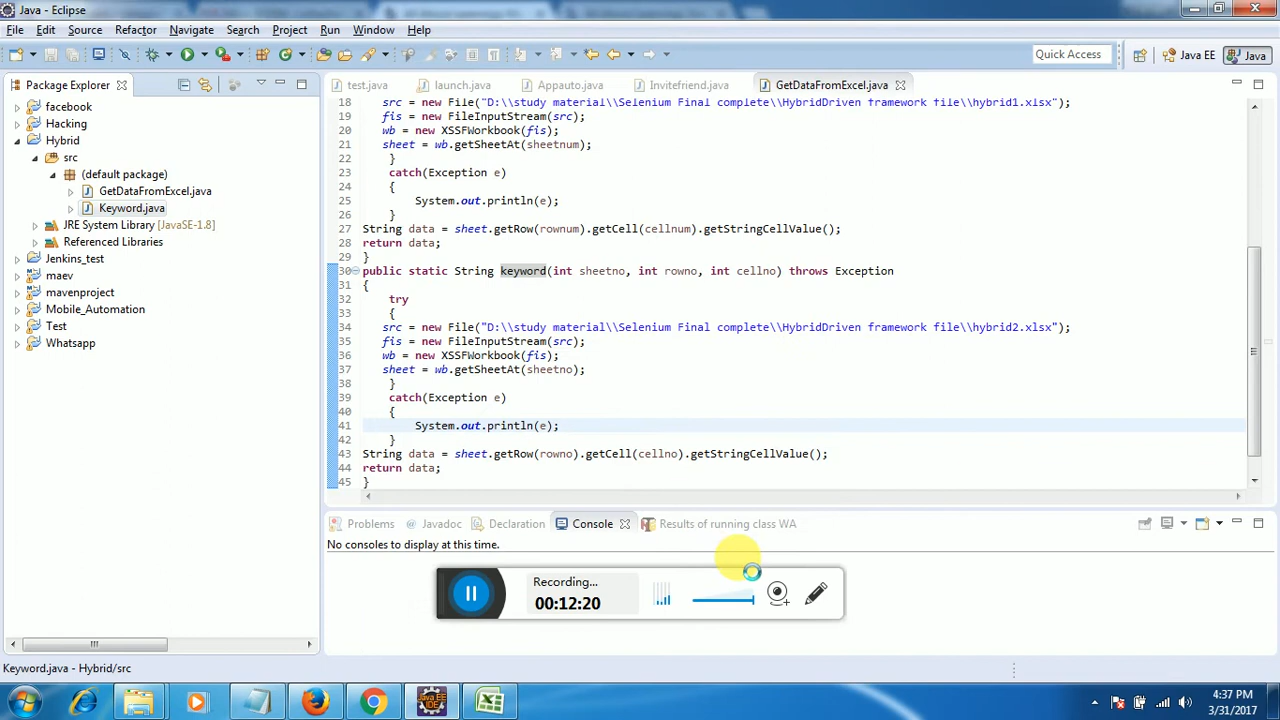 Java - Eclipse
File Edit Source Refactor Navigate Search Project Run Window Help
Quick Access Java EE Java
Package Explorer
test.java launch.java Appauto.java Invitefriend.java GetDataFromExcel.java
facebook
Hacking
Hybrid
src
(default package)
GetDataFromExcel.java
Keyword.java
JRE System Library [JavaSE-1.8]
Referenced Libraries
Jenkins_test
maev
mavenproject
Mobile_Automation
Test
Whatsapp
18 src = new File("D:\\study material\\Selenium Final complete\\HybridDriven framework file\\hybrid1.xlsx");
19 fis = new FileInputStream(src);
20 wb = new XSSFWorkbook(fis);
21 sheet = wb.getSheetAt(sheetnum);
22 }
23 catch(Exception e)
24 {
25 System.out.println(e);
26 }
27 String data = sheet.getRow(rownum).getCell(cellnum).getStringCellValue();
28 return data;
29 }
30 public static String keyword(int sheetno, int rowno, int cellno) throws Exception
31 {
32 try
33 {
34 src = new File("D:\\study material\\Selenium Final complete\\HybridDriven framework file\\hybrid2.xlsx");
35 fis = new FileInputStream(src);
36 wb = new XSSFWorkbook(fis);
37 sheet = wb.getSheetAt(sheetno);
38 }
39 catch(Exception e)
40 {
41 System.out.println(e);
42 }
43 String data = sheet.getRow(rowno).getCell(cellno).getStringCellValue();
44 return data;
45 }
Problems @ Javadoc Declaration Console Results of running class WA
No consoles to display at this time.
Recording...
00:12:20
Keyword.java - Hybrid/src
Java EE
IDE
4:37 PM
3/31/2017